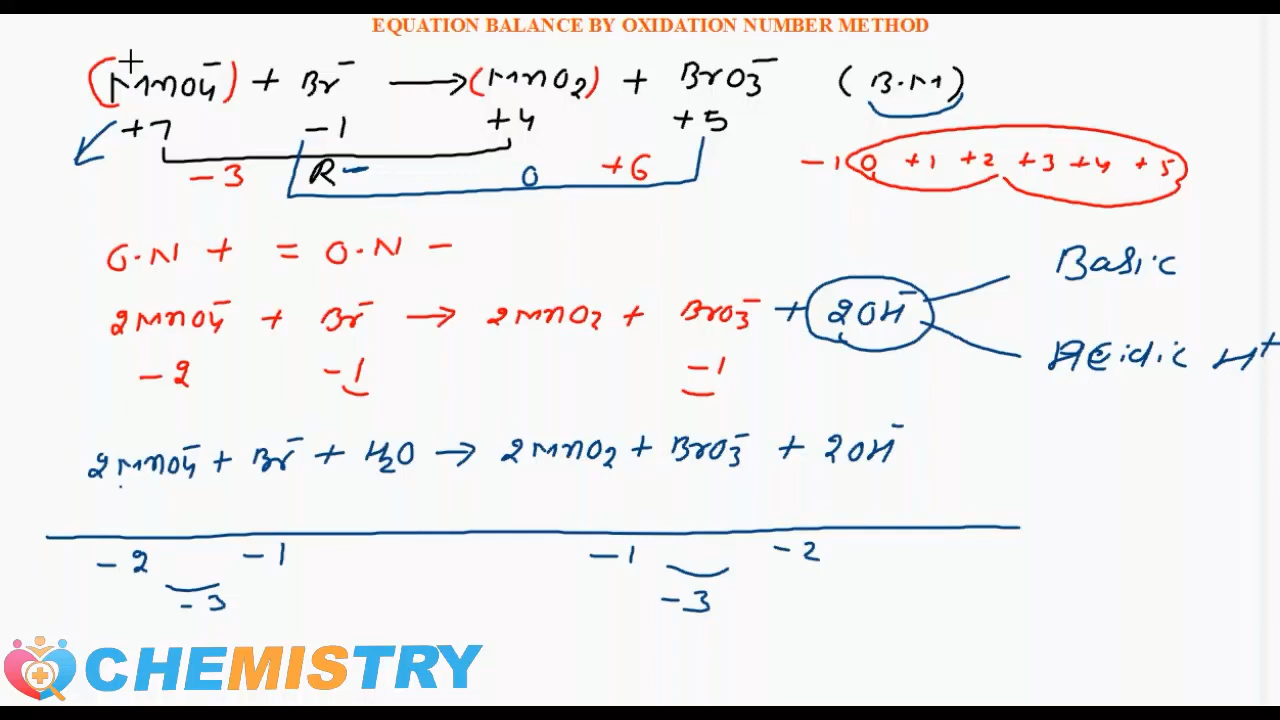 EQUATION BALANCE BY OXIDATION NUMBER METHOD
(MnO4⁻) + Br⁻ ⟶ (MnO2) + BrO3⁻ (B.M)
+7 -1 +4 +5
-3 R- 0 +6 -1 0 +1 +2 +3 +4 +5
O.N + = O.N -
2MnO4⁻ + Br⁻ → 2MnO2 + BrO3⁻ + 2OH⁻
Basic
Acidic H⁺
-2 -1 -1
2MnO4⁻ + Br⁻ + H2O → 2MnO2 + BrO3⁻ + 2OH⁻
-2 -1 -1 -2
-3 -3
CHEMISTRY